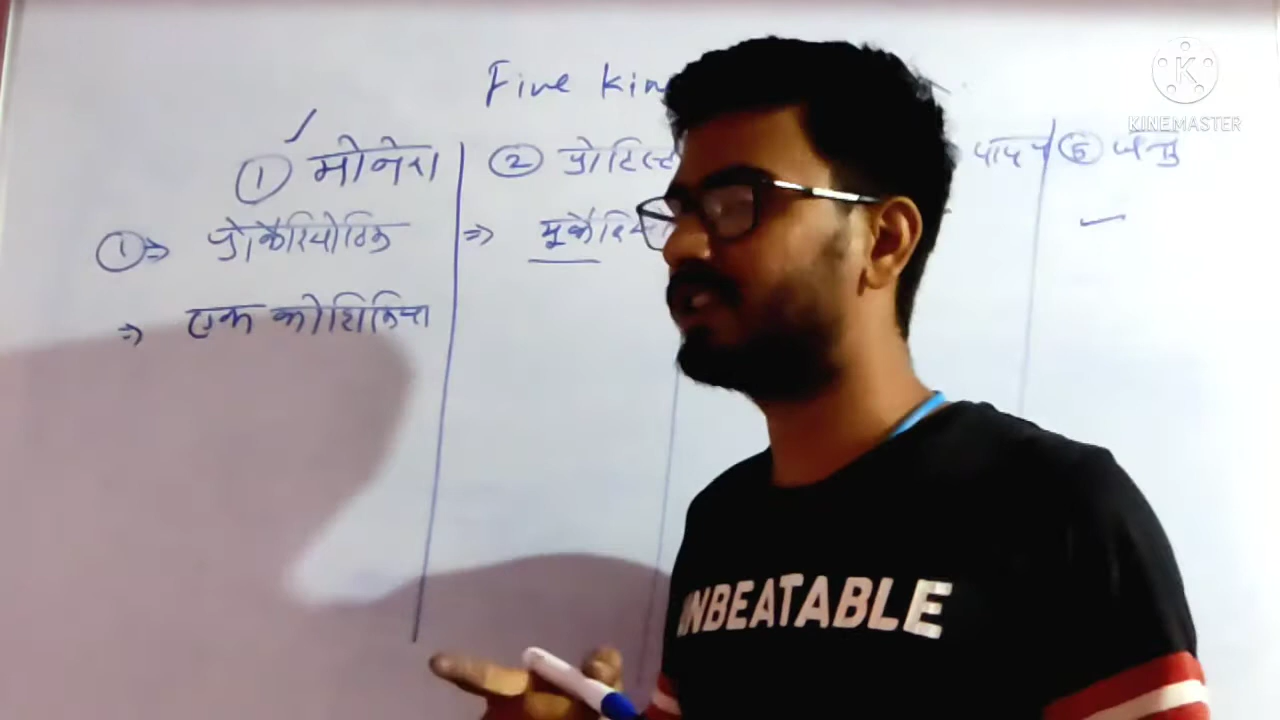 Five Kin
① मोनेरा ② प्रोटिस्टा पादप ⑤ जन्तु
① ⇒ प्रोकैरियोटिक ⇒ यूकैरियो
⇒ एक कोशिकिय
UNBEATABLE
K
KINEMASTER